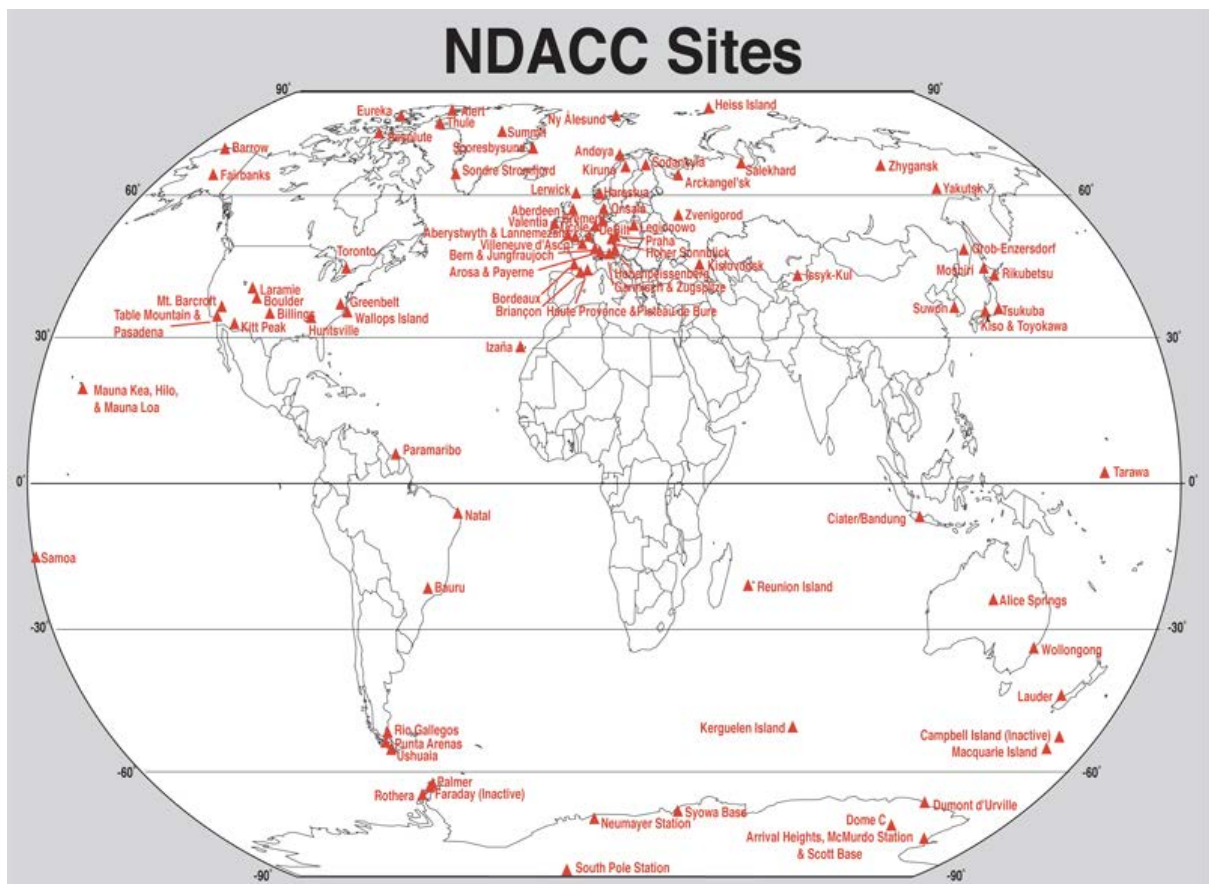 NDACC Sites
90°
90°
Eureka
Alert
Thule
Resolute
Summit
Scoresbysund
Ny Ålesund
Heiss Island
Barrow
Fairbanks
Sondre Stromfjord
Andøya
Kiruna
Sodankyla
Salekhard
Arckangel'sk
Zhygansk
Yakutsk
60°
60°
Lerwick
Harestua
Aberdeen
Onsala
Zvenigorod
Valentia
Bremen
Uccle
De Bilt
Legionowo
Aberystwyth & Lannemezan
Praha
Villeneuve d'Ascq
Hoher Sonnblick
Bern & Jungfraujoch
Hohenpeissenberg
Kislovodsk
Issyk-Kul
Arosa & Payerne
Garmisch & Zugspitze
Bordeaux
Briançon
Haute Provence &Plateau de Bure
Grob-Enzersdorf
Moshiri
Rikubetsu
Suwon
Tsukuba
Kiso & Toyokawa
Toronto
Laramie
Boulder
Mt. Barcroft
Greenbelt
Table Mountain &
Pasadena
Billings
Wallops Island
Kitt Peak
Huntsville
30°
30°
Izaña
Mauna Kea, Hilo,
& Mauna Loa
Paramaribo
Tarawa
0°
0°
Natal
Ciater/Bandung
Samoa
Bauru
Reunion Island
Alice Springs
-30°
-30°
Wollongong
Lauder
Rio Gallegos
Punta Arenas
Ushuaia
Kerguelen Island
Campbell Island (Inactive)
Macquarie Island
-60°
-60°
Palmer
Rothera
Faraday (Inactive)
Neumayer Station
Syowa Base
Dumont d'Urville
Dome C
Arrival Heights, McMurdo Station
& Scott Base
South Pole Station
-90°
-90°